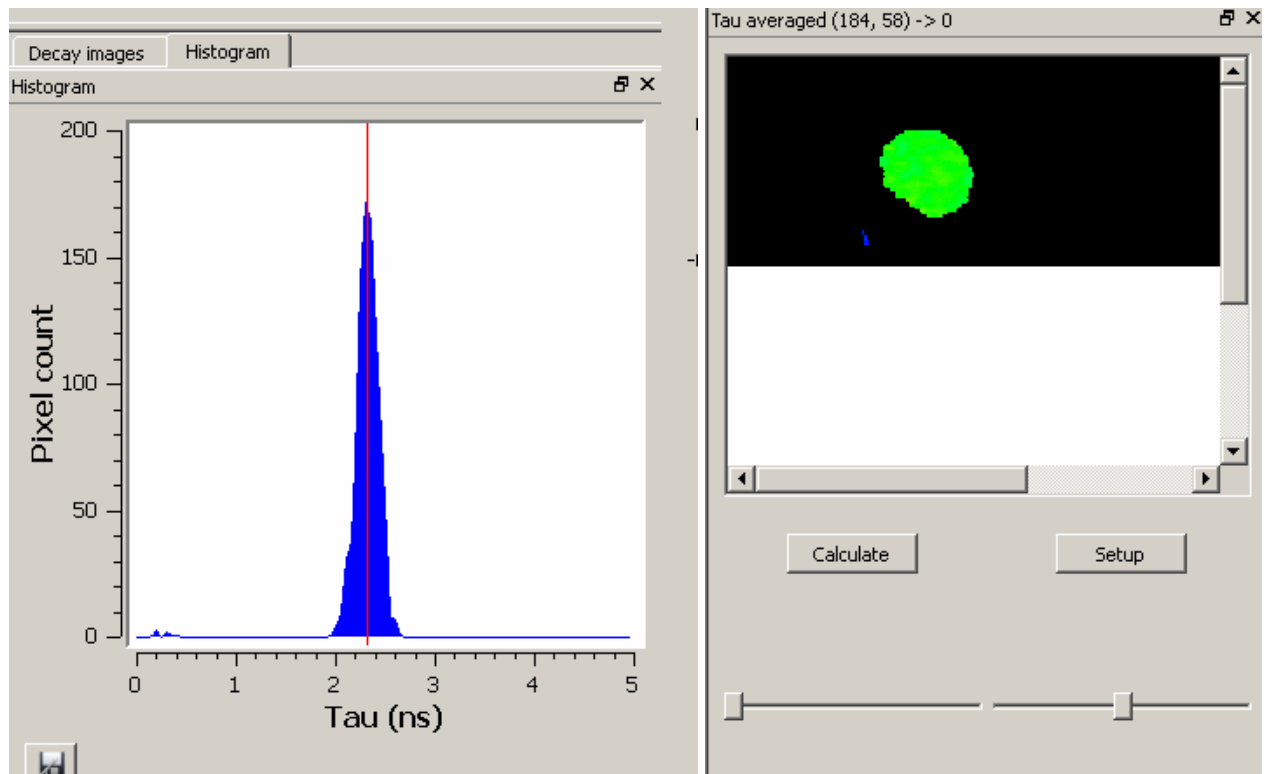 Decay images Histogram
Histogram
200
150
100
50
0
Pixel count
0 1 2 3 4 5
Tau (ns)
Tau averaged (184, 58) -> 0
Calculate Setup